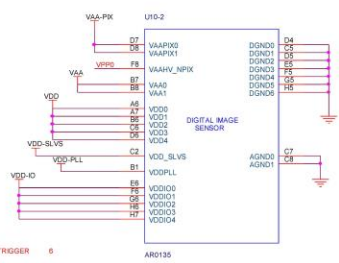 VAA-PIX
U10-2
D7 VAAPIX0 DGND0 D4
D8 VAAPIX1 DGND1 C5
DGND2 D5
VPP0 F8 VAAHV_NPIX DGND3 E5
VAA DGND4 F5
B7 VAA0 DGND5 G5
B8 VAA1 DGND6 H5
VDD
A6 VDD0
A7 VDD1
B6 VDD2 DIGITAL IMAGE
C6 VDD3 SENSOR
D6 VDD4
VDD-SLVS
C2 VDD_SLVS AGND0 C7
VDD-PLL AGND1 C8
B1 VDDPLL
VDD-IO
E6 VDDIO0
F6 VDDIO1
G6 VDDIO2
H6 VDDIO3
H7 VDDIO4
TRIGGER 6
AR0135